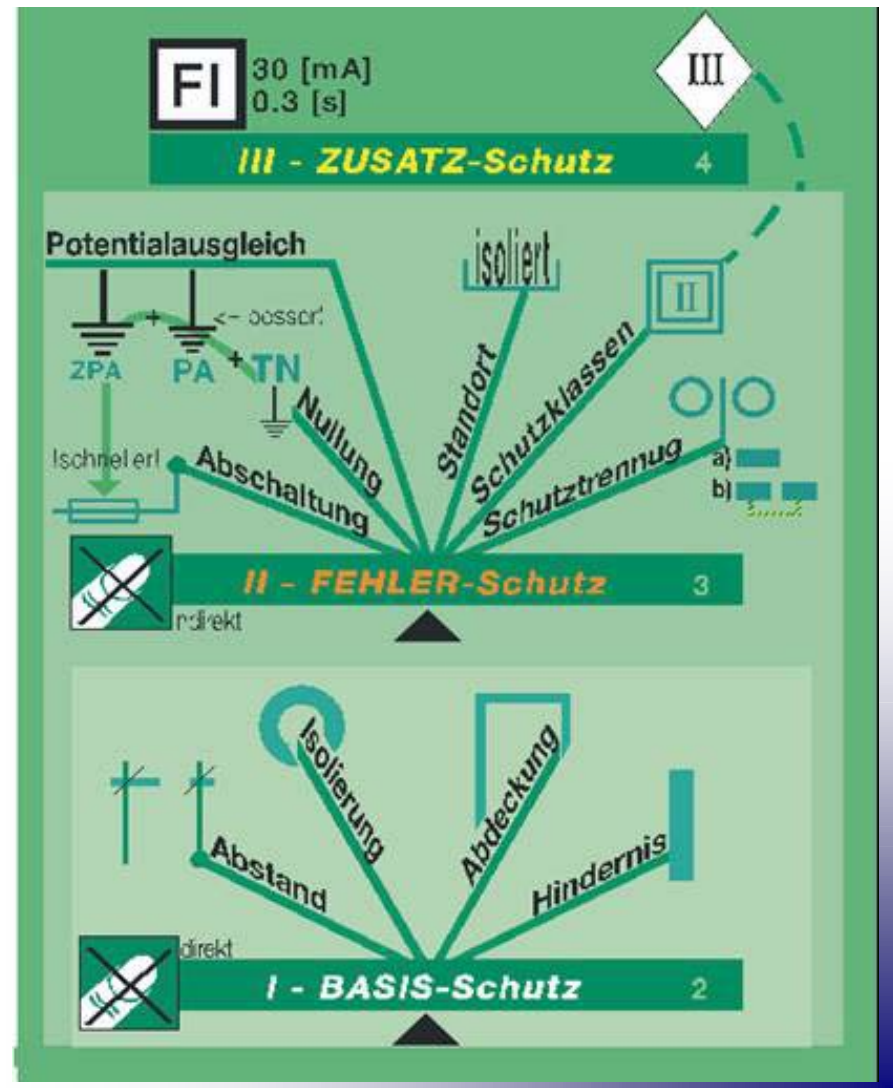 FI
30 [mA]
0.3 [s]
III
III - ZUSATZ-Schutz 4
Potentialausgleich
isoliert
II
+
ZPA
PA
+
TN
Nullung
Standort
Schutzklassen
Schutztrennug
a)
b)
Abschaltung
II - FEHLER-Schutz 3
Isolierung
Abdeckung
Abstand
Hindernis
direkt
I - BASIS-Schutz 2